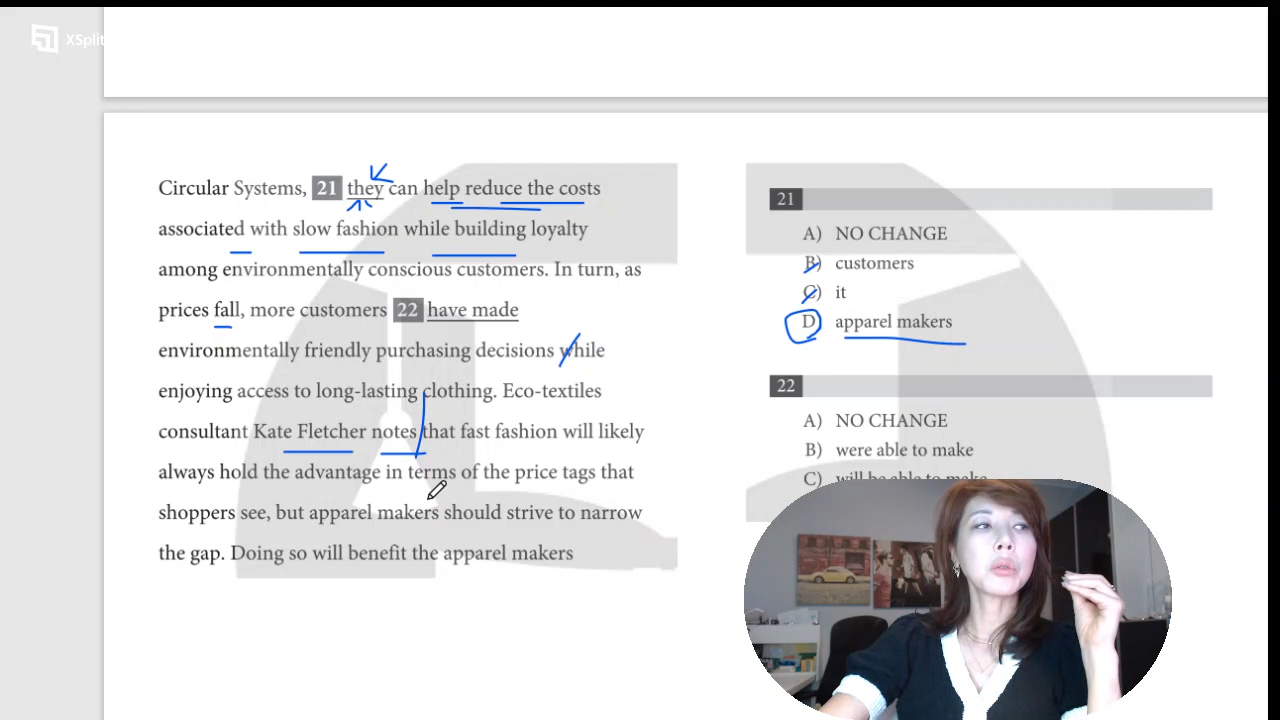 XSplit
Circular Systems, 21 they can help reduce the costs
associated with slow fashion while building loyalty
among environmentally conscious customers. In turn, as
prices fall, more customers 22 have made
environmentally friendly purchasing decisions while
enjoying access to long-lasting clothing. Eco-textiles
consultant Kate Fletcher notes that fast fashion will likely
always hold the advantage in terms of the price tags that
shoppers see, but apparel makers should strive to narrow
the gap. Doing so will benefit the apparel makers
21
A) NO CHANGE
B) customers
C) it
D) apparel makers
22
A) NO CHANGE
B) were able to make
C) will be able to make